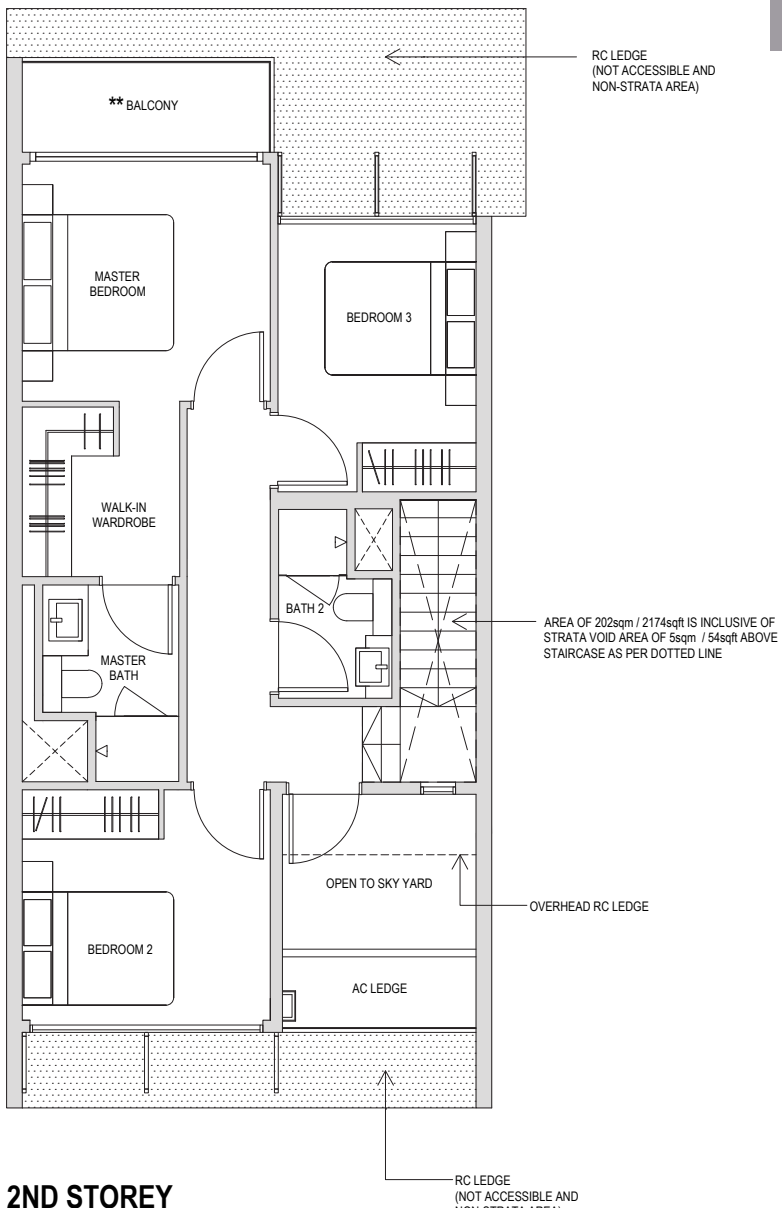 RC LEDGE
(NOT ACCESSIBLE AND
NON-STRATA AREA)
** BALCONY
MASTER
BEDROOM
BEDROOM 3
WALK-IN
WARDROBE
BATH 2
AREA OF 202sqm / 2174sqft IS INCLUSIVE OF
STRATA VOID AREA OF 5sqm / 54sqft ABOVE
STAIRCASE AS PER DOTTED LINE
MASTER
BATH
OPEN TO SKY YARD
OVERHEAD RC LEDGE
BEDROOM 2
AC LEDGE
2ND STOREY
RC LEDGE
(NOT ACCESSIBLE AND
NON-STRATA AREA)